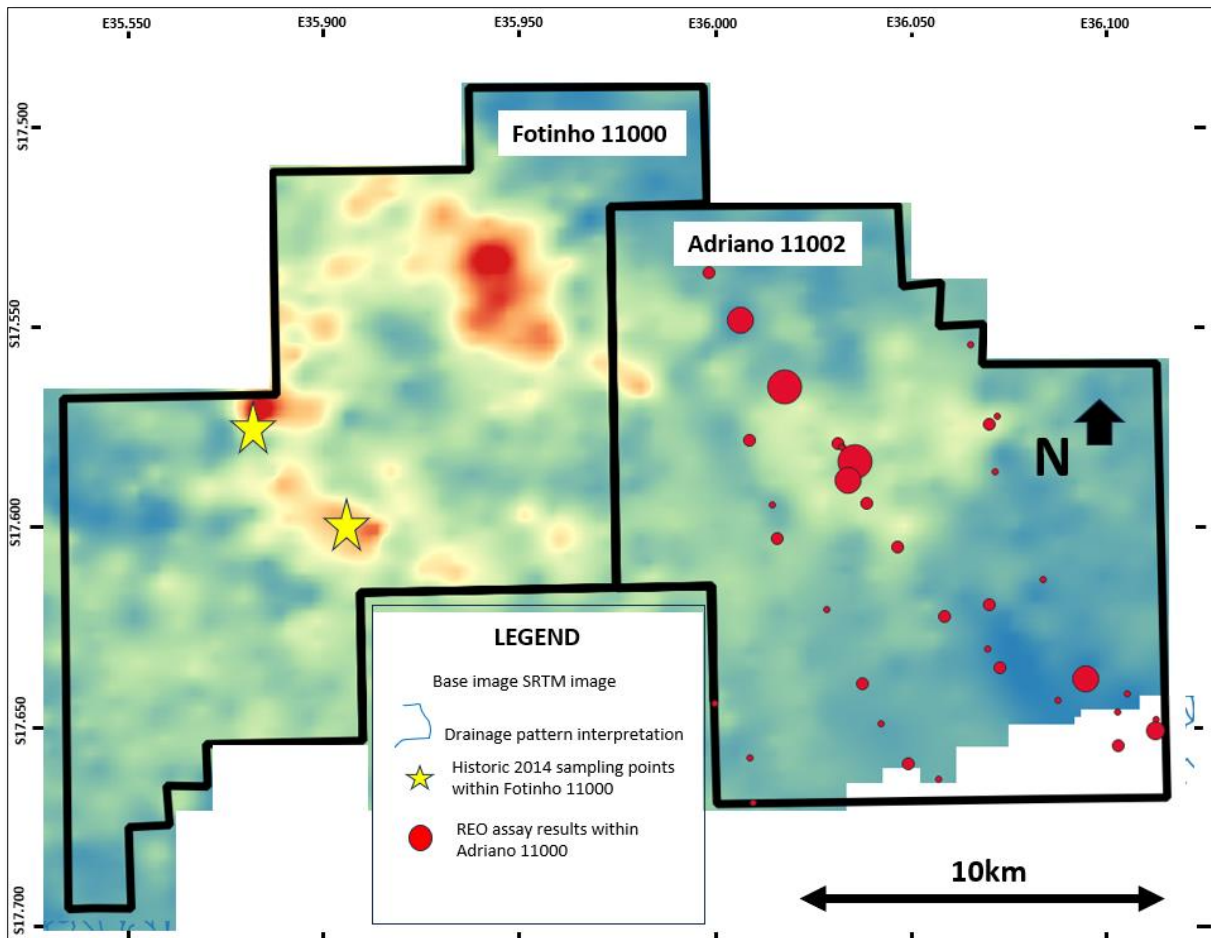 E35.550
E35.900
E35.950
E36.000
E36.050
E36.100
S17.500
S17.550
S17.600
S17.650
S17.700
Fotinho 11000
Adriano 11002
N
LEGEND
Base image SRTM image
Drainage pattern interpretation
Historic 2014 sampling points
within Fotinho 11000
REO assay results within
Adriano 11000
10km